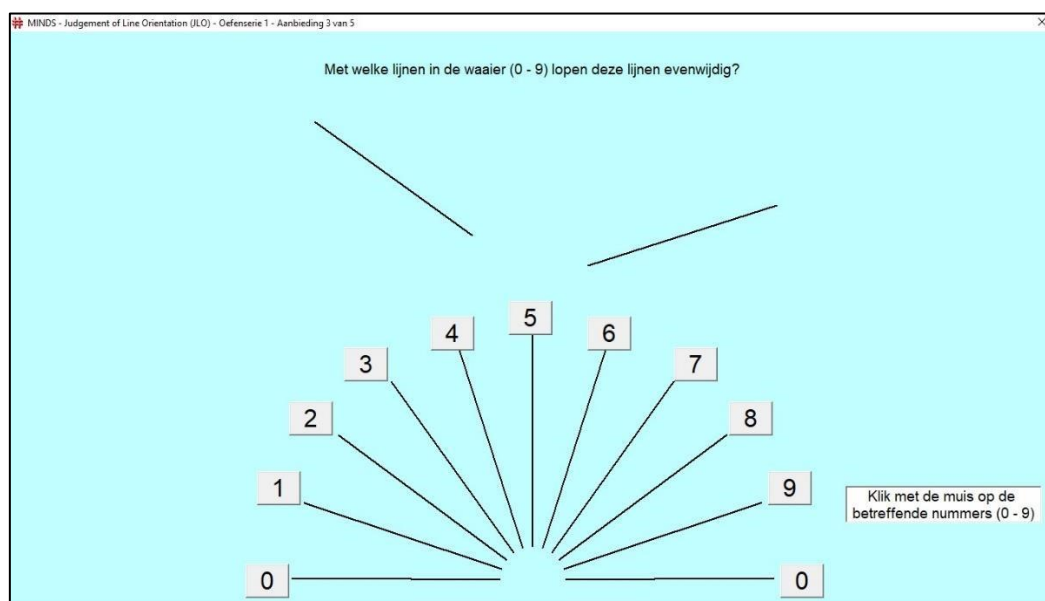 MINDS - Judgement of Line Orientation (JLO) - Oefenserie 1 - Aanbieding 3 van 5
Met welke lijnen in de waaier (0 - 9) lopen deze lijnen evenwijdig?
5
4
6
3
7
2
8
1
9
Klik met de muis op de
betreffende nummers (0 - 9)
0
0